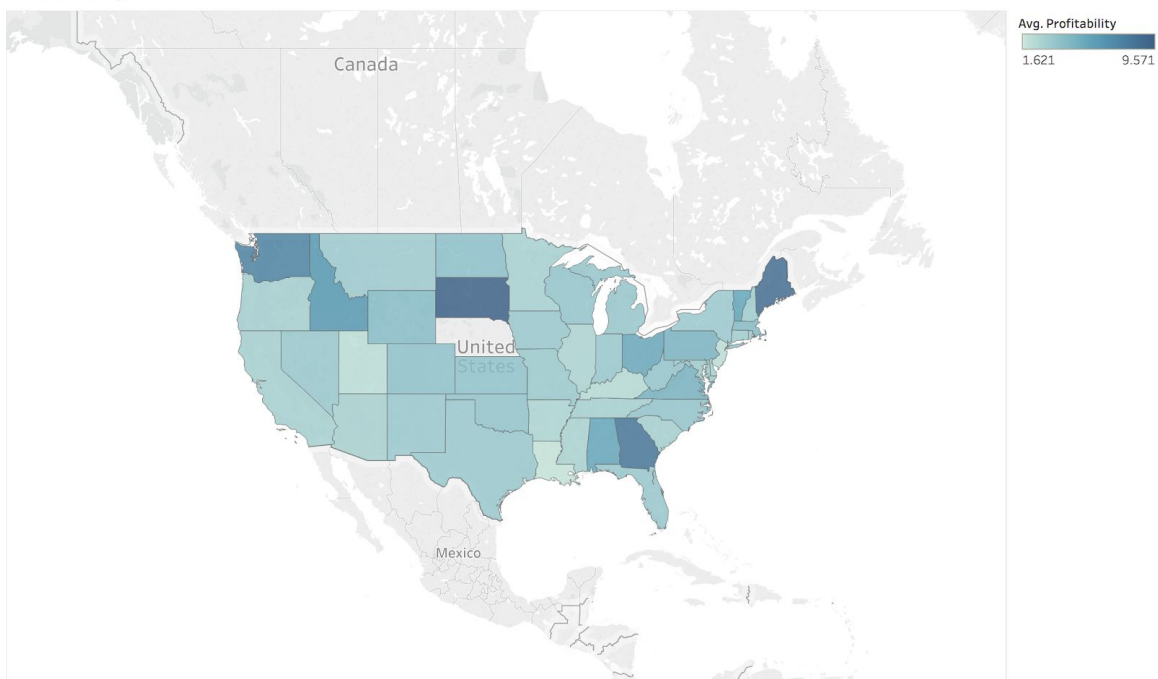 Avg. Profitability
1.621 9.571
Canada
United
States
Mexico